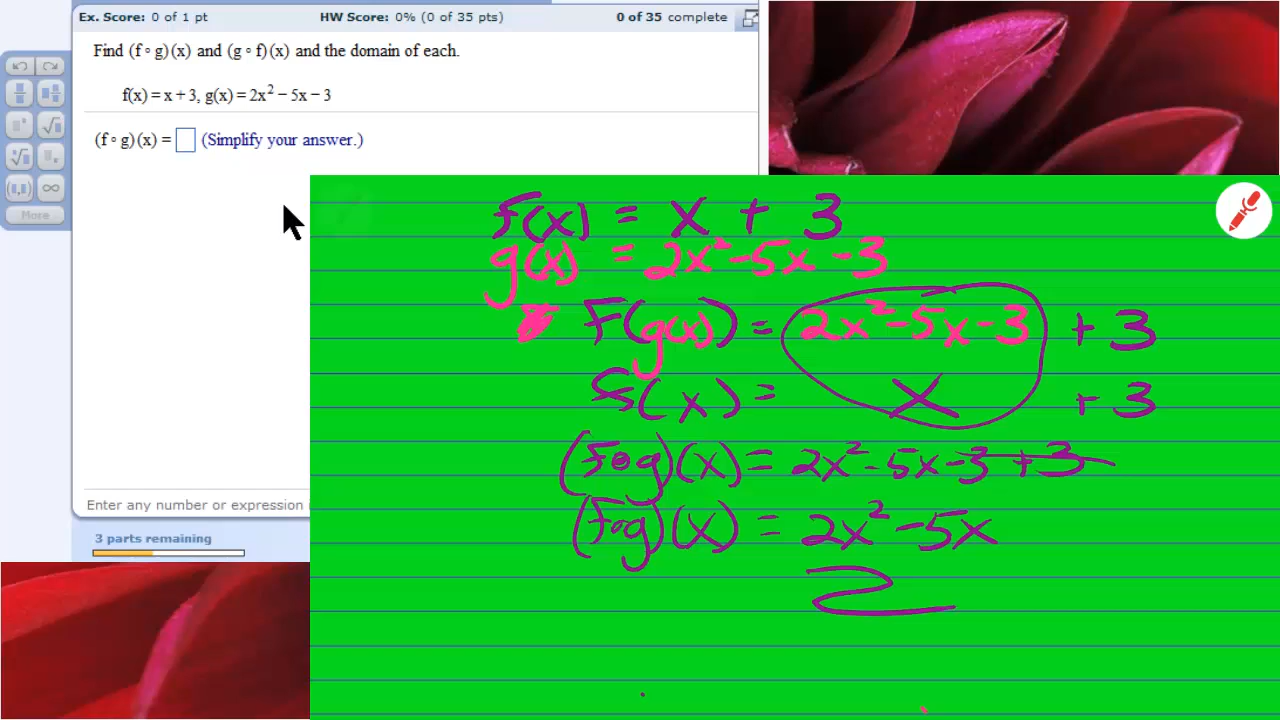 Ex. Score: 0 of 1 pt HW Score: 0% (0 of 35 pts) 0 of 35 complete
Find (f ∘ g)(x) and (g ∘ f)(x) and the domain of each.
f(x) = x + 3, g(x) = 2x² − 5x − 3
(f ∘ g)(x) = (Simplify your answer.)
More
Enter any number or expression i
3 parts remaining
f(x) = x + 3
g(x) = 2x² - 5x - 3
f(g(x)) = 2x² - 5x - 3 + 3
f(x) = x + 3
(f∘g)(x) = 2x² - 5x - 3 + 3
(f∘g)(x) = 2x² - 5x